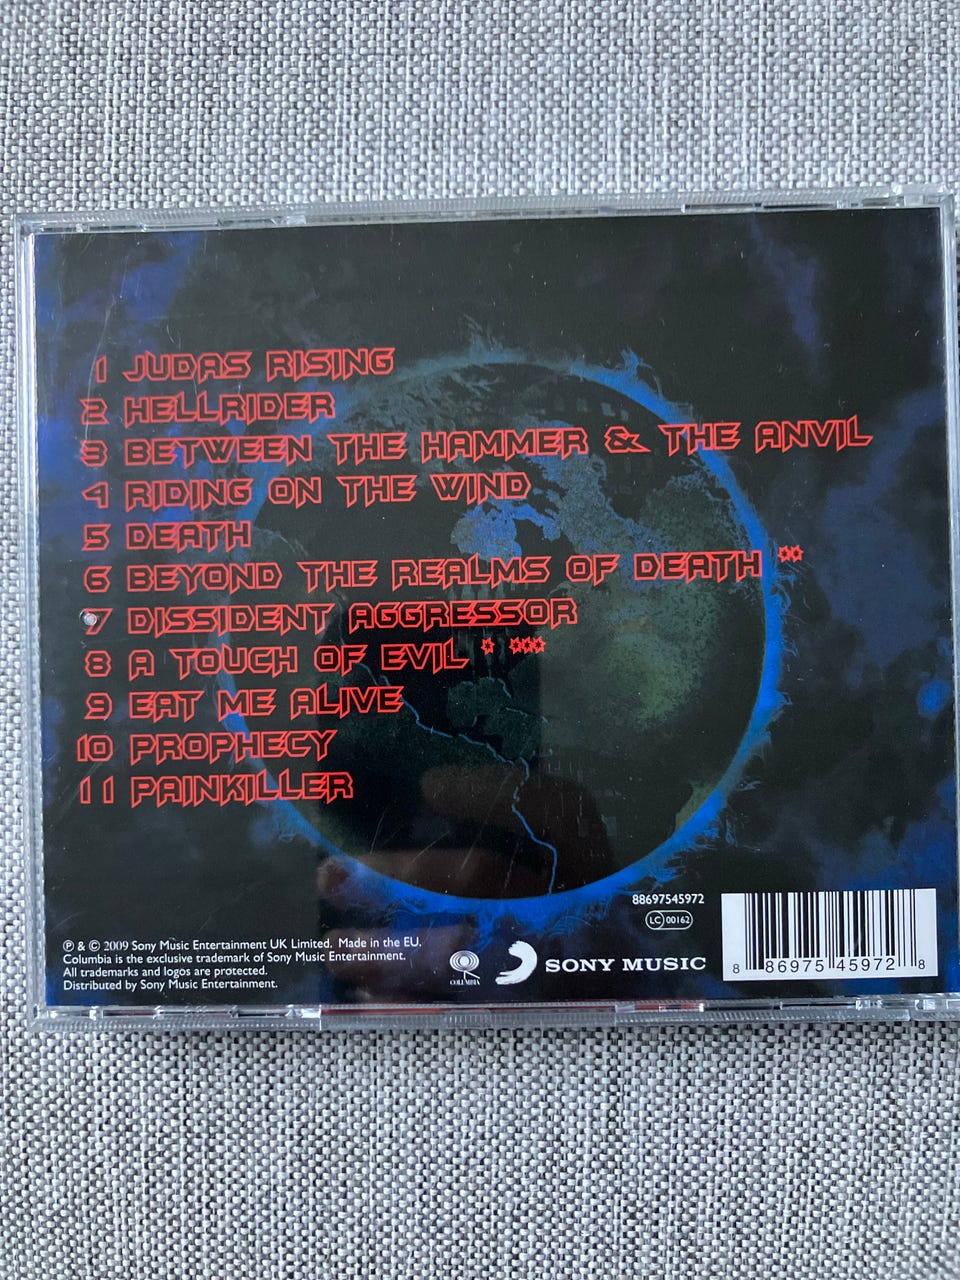 1 JUDAS RISING
2 HELLRIDER
3 BETWEEN THE HAMMER & THE ANVIL
4 RIDING ON THE WIND
5 DEATH
6 BEYOND THE REALMS OF DEATH **
7 DISSIDENT AGGRESSOR
8 A TOUCH OF EVIL * ***
9 EAT ME ALIVE
10 PROPHECY
11 PAINKILLER
88697545972
LC 00162
℗ & © 2009 Sony Music Entertainment UK Limited. Made in the EU.
Columbia is the exclusive trademark of Sony Music Entertainment.
All trademarks and logos are protected.
Distributed by Sony Music Entertainment.
COLUMBIA
SONY MUSIC
8 86975 45972 8